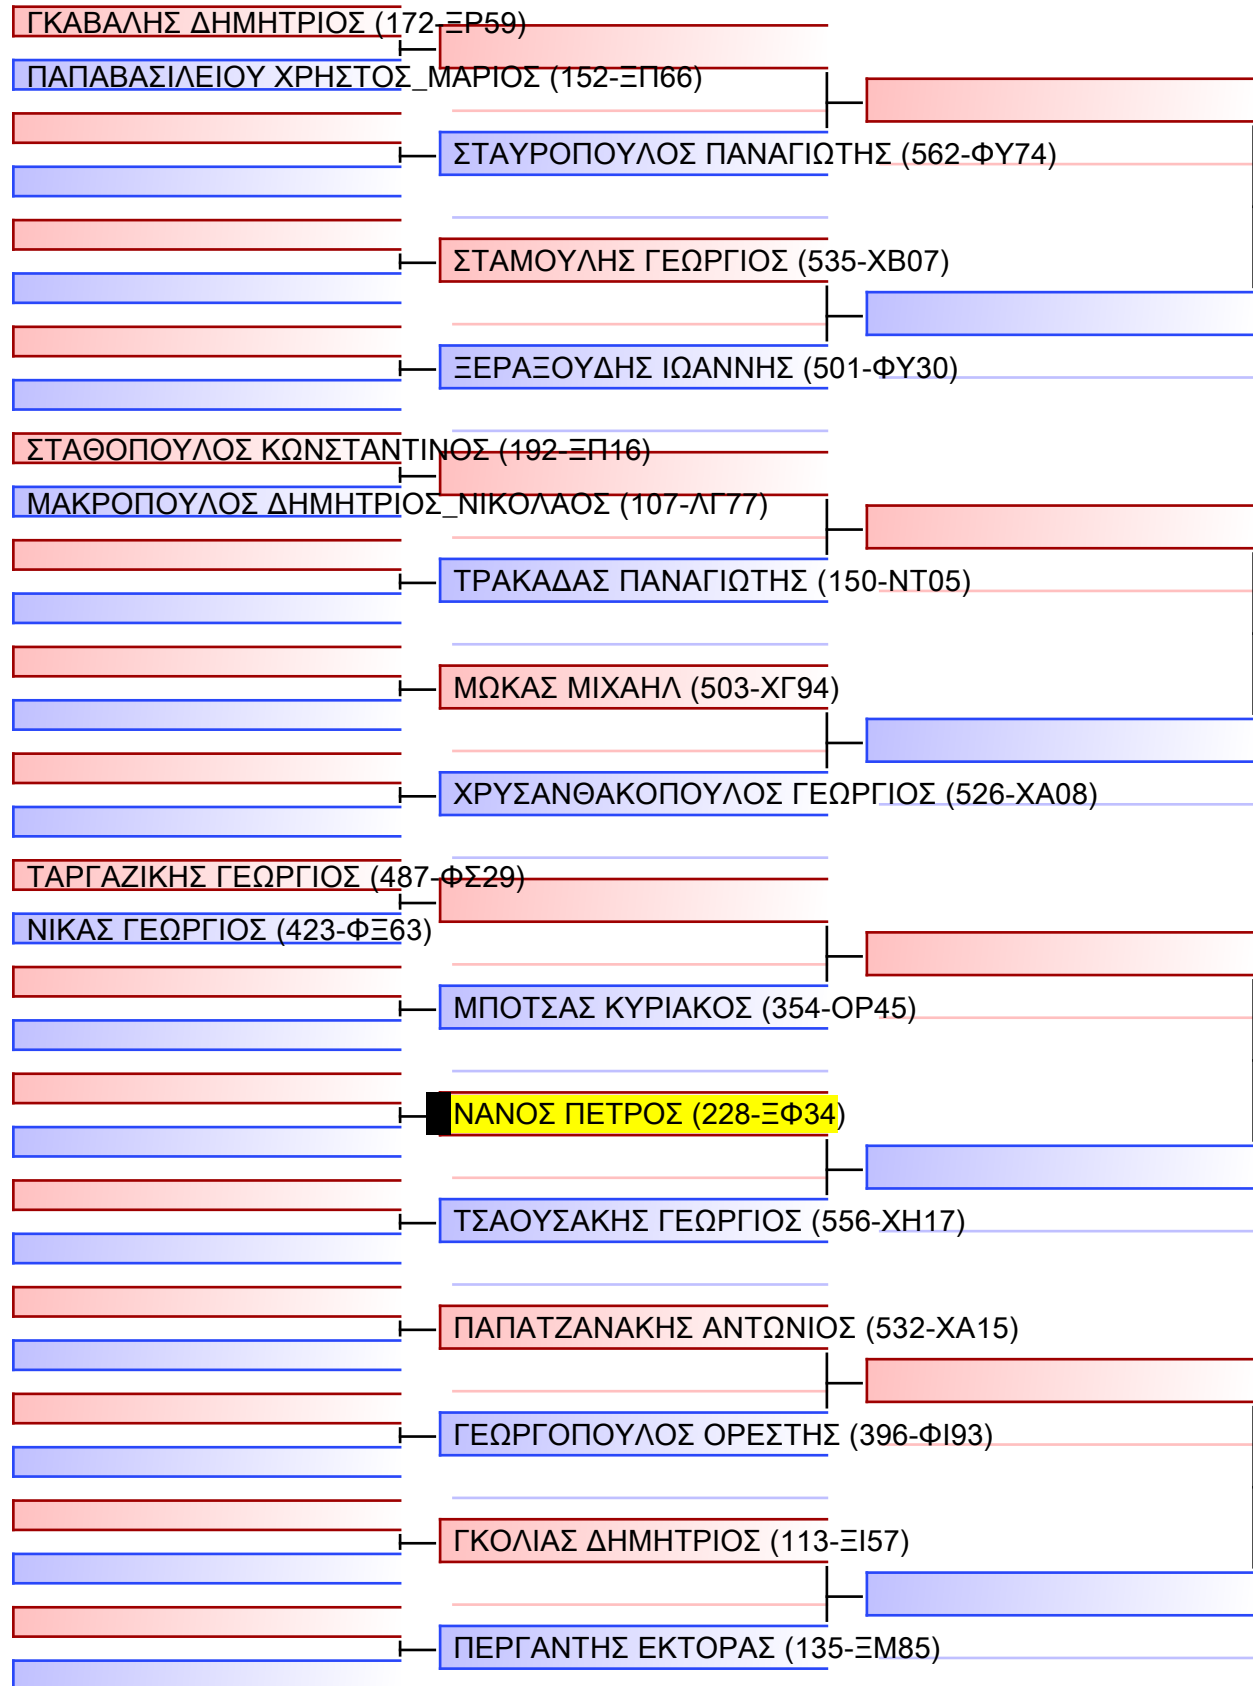 ΓΚΑΒΑΛΗΣ ΔΗΜΗΤΡΙΟΣ (172-ΞΡ59)
ΠΑΠΑΒΑΣΙΛΕΙΟΥ ΧΡΗΣΤΟΣ_ΜΑΡΙΟΣ (152-ΞΠ66)
ΣΤΑΥΡΟΠΟΥΛΟΣ ΠΑΝΑΓΙΩΤΗΣ (562-ΦΥ74)
ΣΤΑΜΟΥΛΗΣ ΓΕΩΡΓΙΟΣ (535-ΧΒ07)
ΞΕΡΑΞΟΥΔΗΣ ΙΩΑΝΝΗΣ (501-ΦΥ30)
ΣΤΑΘΟΠΟΥΛΟΣ ΚΩΝΣΤΑΝΤΙΝΟΣ (192-ΞΠ16)
ΜΑΚΡΟΠΟΥΛΟΣ ΔΗΜΗΤΡΙΟΣ_ΝΙΚΟΛΑΟΣ (107-ΛΓ77)
ΤΡΑΚΑΔΑΣ ΠΑΝΑΓΙΩΤΗΣ (150-ΝΤ05)
ΜΩΚΑΣ ΜΙΧΑΗΛ (503-ΧΓ94)
ΧΡΥΣΑΝΘΑΚΟΠΟΥΛΟΣ ΓΕΩΡΓΙΟΣ (526-ΧΑ08)
ΤΑΡΓΑΖΙΚΗΣ ΓΕΩΡΓΙΟΣ (487-ΦΣ29)
ΝΙΚΑΣ ΓΕΩΡΓΙΟΣ (423-ΦΞ63)
ΜΠΟΤΣΑΣ ΚΥΡΙΑΚΟΣ (354-ΟΡ45)
ΝΑΝΟΣ ΠΕΤΡΟΣ (228-ΞΦ34)
ΤΣΑΟΥΣΑΚΗΣ ΓΕΩΡΓΙΟΣ (556-ΧΗ17)
ΠΑΠΑΤΖΑΝΑΚΗΣ ΑΝΤΩΝΙΟΣ (532-ΧΑ15)
ΓΕΩΡΓΟΠΟΥΛΟΣ ΟΡΕΣΤΗΣ (396-ΦΙ93)
ΓΚΟΛΙΑΣ ΔΗΜΗΤΡΙΟΣ (113-ΞΙ57)
ΠΕΡΓΑΝΤΗΣ ΕΚΤΟΡΑΣ (135-ΞΜ85)